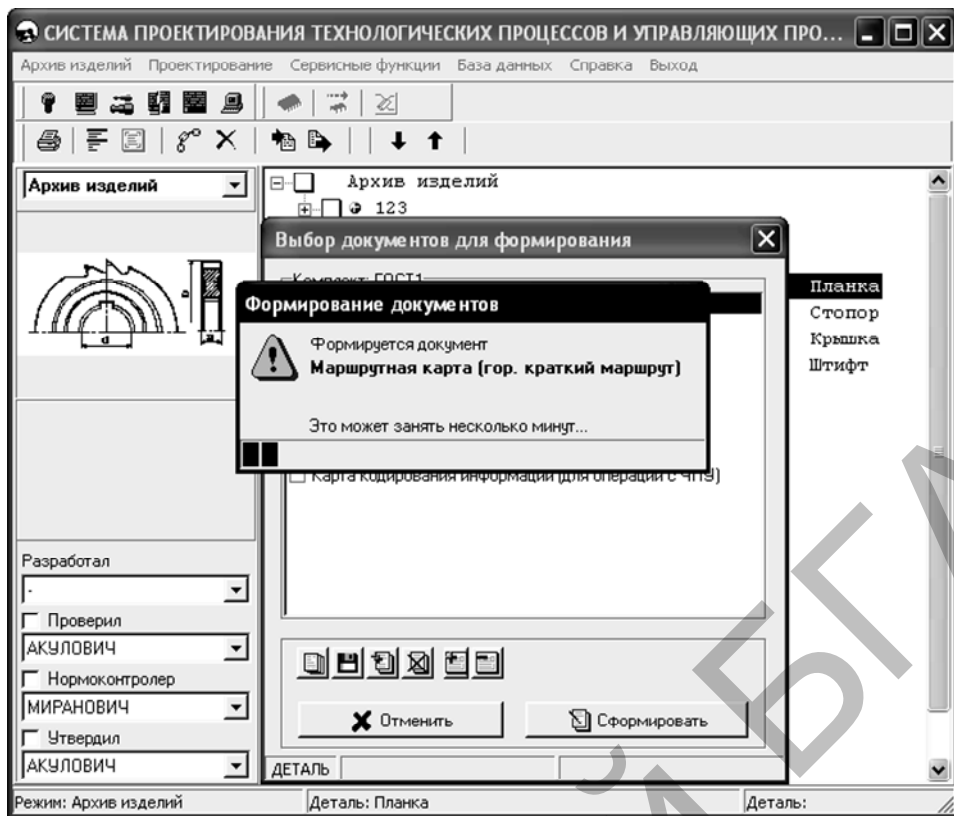 СИСТЕМА ПРОЕКТИРОВАНИЯ ТЕХНОЛОГИЧЕСКИХ ПРОЦЕССОВ И УПРАВЛЯЮЩИХ ПРО...
Архив изделий Проектирование Сервисные функции База данных Справка Выход
Архив изделий
Архив изделий
123
Выбор документов для формирования
Комплект: ГОСТ1
Формирование документов
Формируется документ
Маршрутная карта (гор. краткий маршрут)
Это может занять несколько минут...
Карта кодирования информации (для операций с ЧПУ)
Планка
Стопор
Крышка
Штифт
D
d
a
Разработал
-
Проверил
АКУЛОВИЧ
Нормоконтролер
МИРАНОВИЧ
Утвердил
АКУЛОВИЧ
Отменить
Сформировать
ДЕТАЛЬ
Режим: Архив изделий
Деталь: Планка
Деталь: